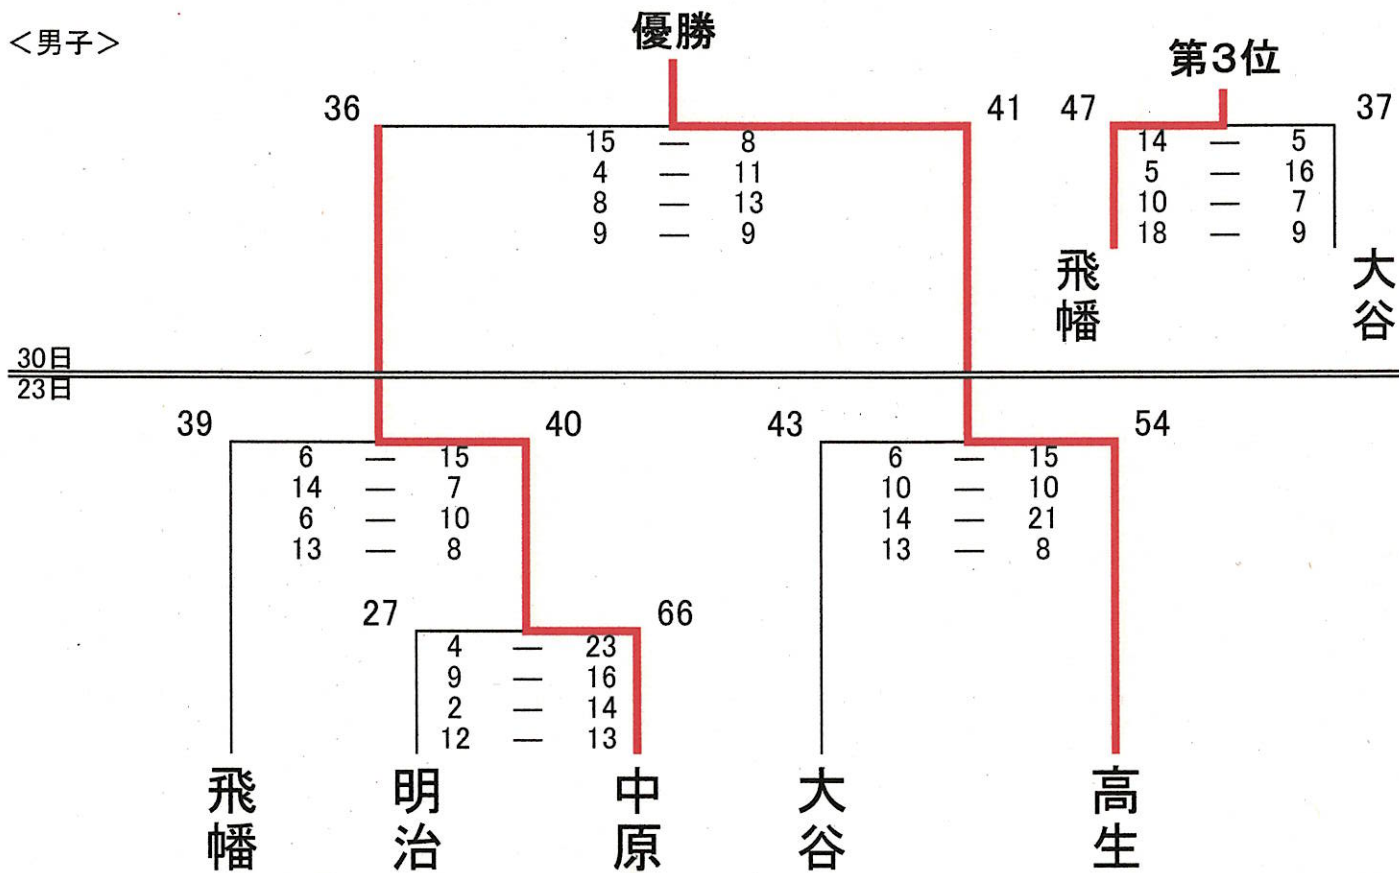 <男子>
優勝
第3位
36 41 47 37
15 — 8
4 — 11
8 — 13
9 — 9
14 — 5
5 — 16
10 — 7
18 — 9
飛幡
大谷
30日
23日
39 40 43 54
6 — 15
14 — 7
6 — 10
13 — 8
6 — 15
10 — 10
14 — 21
13 — 8
27 66
4 — 23
9 — 16
2 — 14
12 — 13
飛幡
明治
中原
大谷
高生